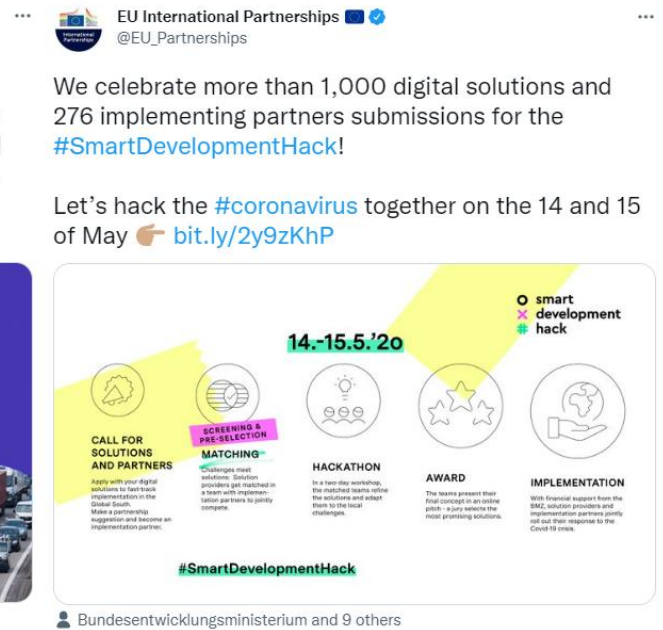 EU International Partnerships
@EU_Partnerships
International
Partnerships
We celebrate more than 1,000 digital solutions and
276 implementing partners submissions for the
#SmartDevelopmentHack!
Let's hack the #coronavirus together on the 14 and 15
of May bit.ly/2y9zKhP
smart
development
hack
14.-15.5.'20
CALL FOR
SOLUTIONS
AND PARTNERS
Apply with your digital
solutions to fast-track
implementation in the
Global South.
Make a partnership
suggestion and become an
implementation partner.
SCREENING &
PRE-SELECTION
MATCHING
Challenges meet
solutions: Solution
providers get matched in
a team with implemen-
tation partners to jointly
compete.
HACKATHON
In a two-day workshop,
the matched teams refine
the solutions and adapt
them to the local
challenges.
AWARD
The teams present their
final concept in an online
pitch - a jury selects the
most promising solutions.
IMPLEMENTATION
With financial support from the
BMZ, solution providers and
implementation partners jointly
roll out their response to the
Covid-19 crisis.
#SmartDevelopmentHack
Bundesentwicklungsministerium and 9 others